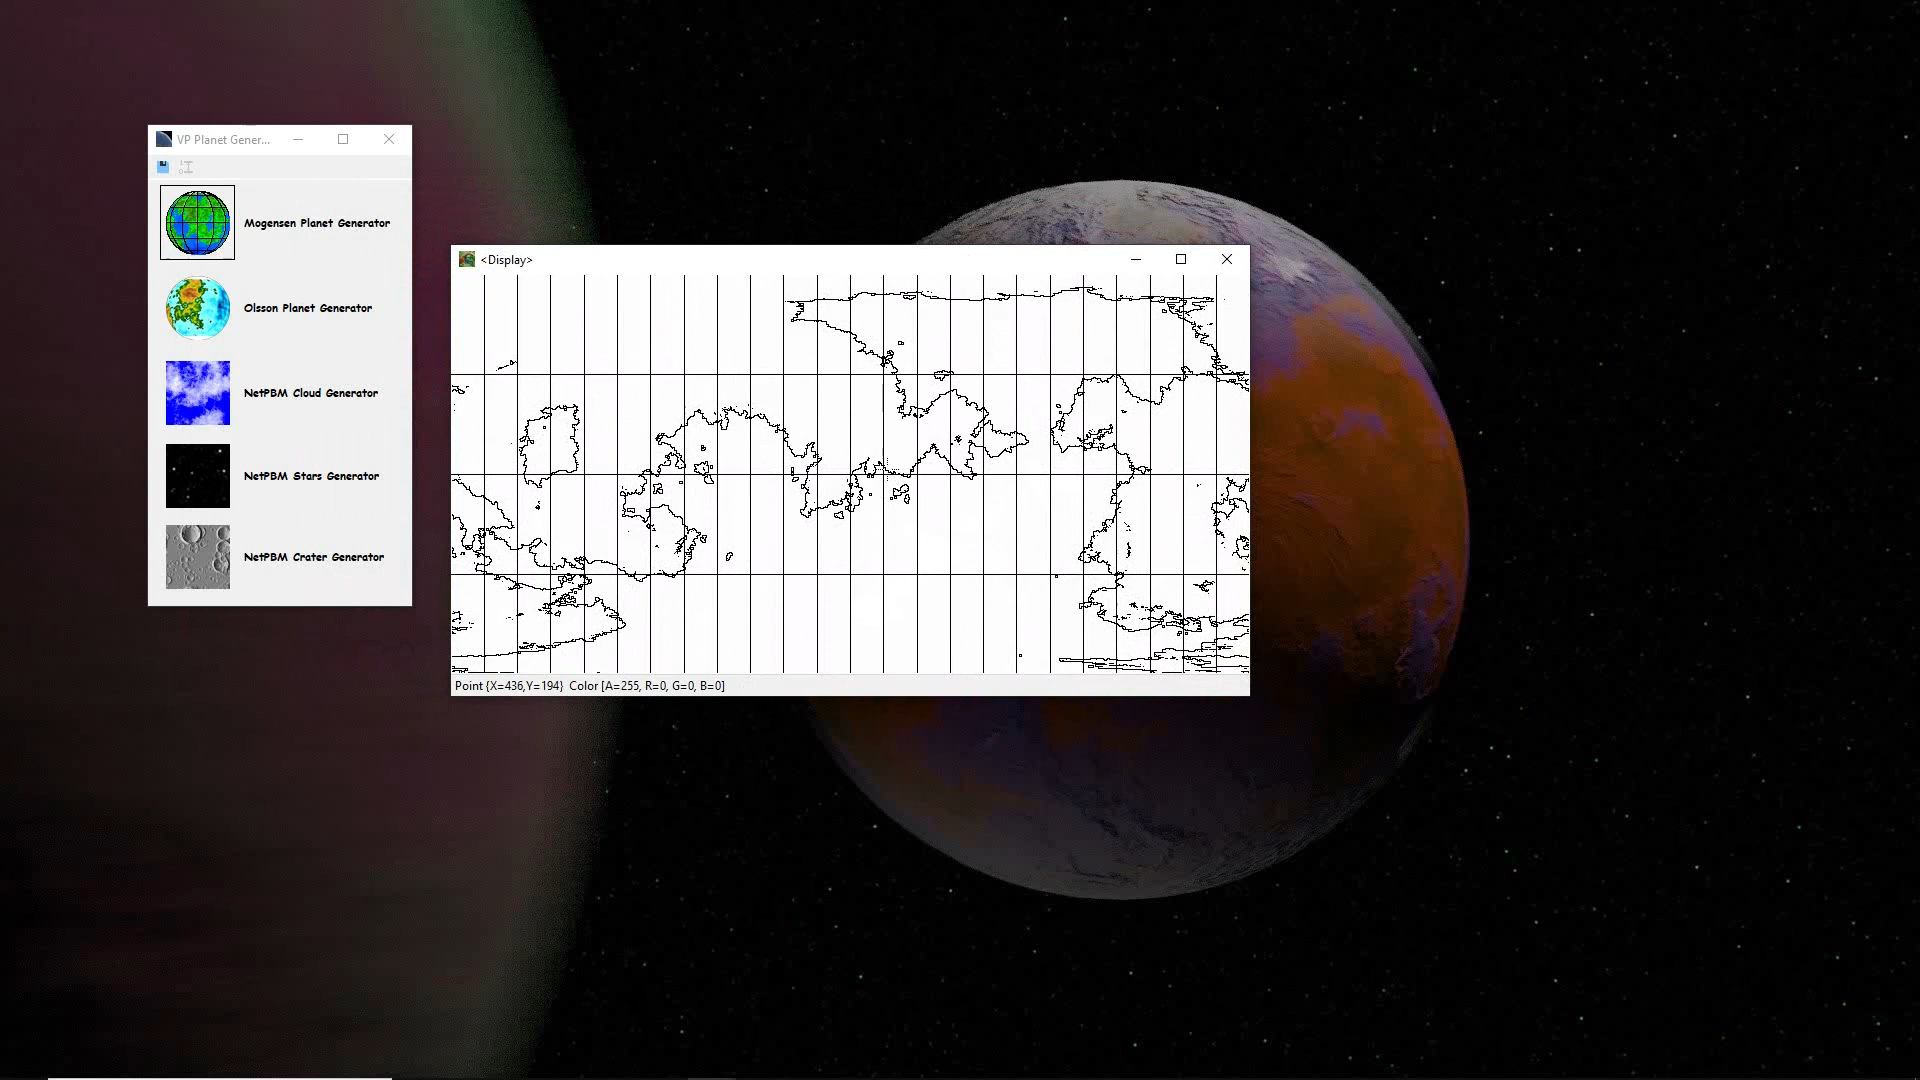 VP Planet Gener...
Mogensen Planet Generator
Olsson Planet Generator
NetPBM Cloud Generator
NetPBM Stars Generator
NetPBM Crater Generator
<Display>
Point {X=436,Y=194} Color [A=255, R=0, G=0, B=0]